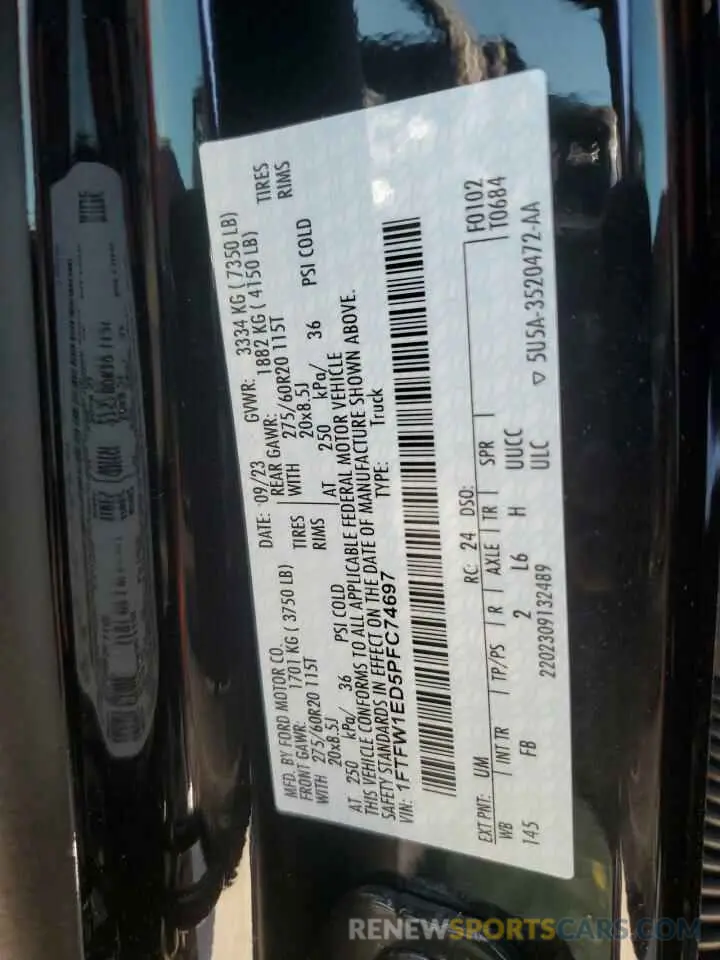 MFD. BY FORD MOTOR CO.
DATE: 09/23 GVWR: 3334 KG ( 7350 LB)
FRONT GAWR: 1701 KG ( 3750 LB) REAR GAWR: 1882 KG ( 4150 LB)
WITH 275/60R20 115T TIRES WITH 275/60R20 115T TIRES
20x8.5J RIMS 20x8.5J RIMS
AT 250 kPa/ 36 PSI COLD AT 250 kPa/ 36 PSI COLD
THIS VEHICLE CONFORMS TO ALL APPLICABLE FEDERAL MOTOR VEHICLE
SAFETY STANDARDS IN EFFECT ON THE DATE OF MANUFACTURE SHOWN ABOVE.
VIN: 1FTFW1ED5PFC74697 TYPE: Truck
F0102
T0684
EXT PNT: UM RC: 24 DSO:
WB INT TR TP/PS R AXLE TR SPR
145 FB 2 L6 H UUCC
2202309132489 ULC
▽ 5U5A-3520472-AA
RENEWSPORTSCARS.COM